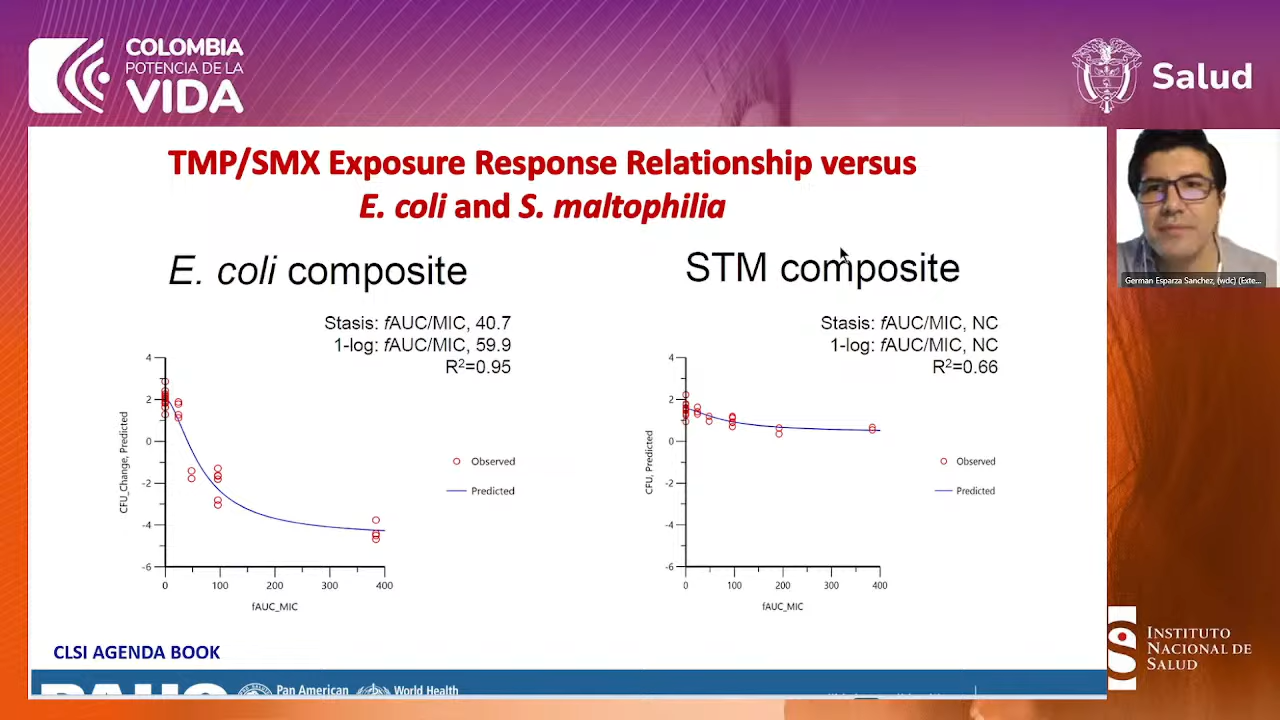 COLOMBIA
POTENCIA DE LA
VIDA
Salud
TMP/SMX Exposure Response Relationship versus
E. coli and S. maltophilia
E. coli composite
Stasis: fAUC/MIC, 40.7
1-log: fAUC/MIC, 59.9
R²=0.95
4
2
0
-2
-4
-6
CFU_Change, Predicted
0 100 200 300 400
fAUC_MIC
Observed
Predicted
STM composite
Stasis: fAUC/MIC, NC
1-log: fAUC/MIC, NC
R²=0.66
4
2
0
-2
-4
-6
CFU, Predicted
0 100 200 300 400
fAUC_MIC
Observed
Predicted
German Esparza Sanchez, (wdc) (Exte...
CLSI AGENDA BOOK
PAHO
Pan American
World Health
INSTITUTO
NACIONAL DE
SALUD